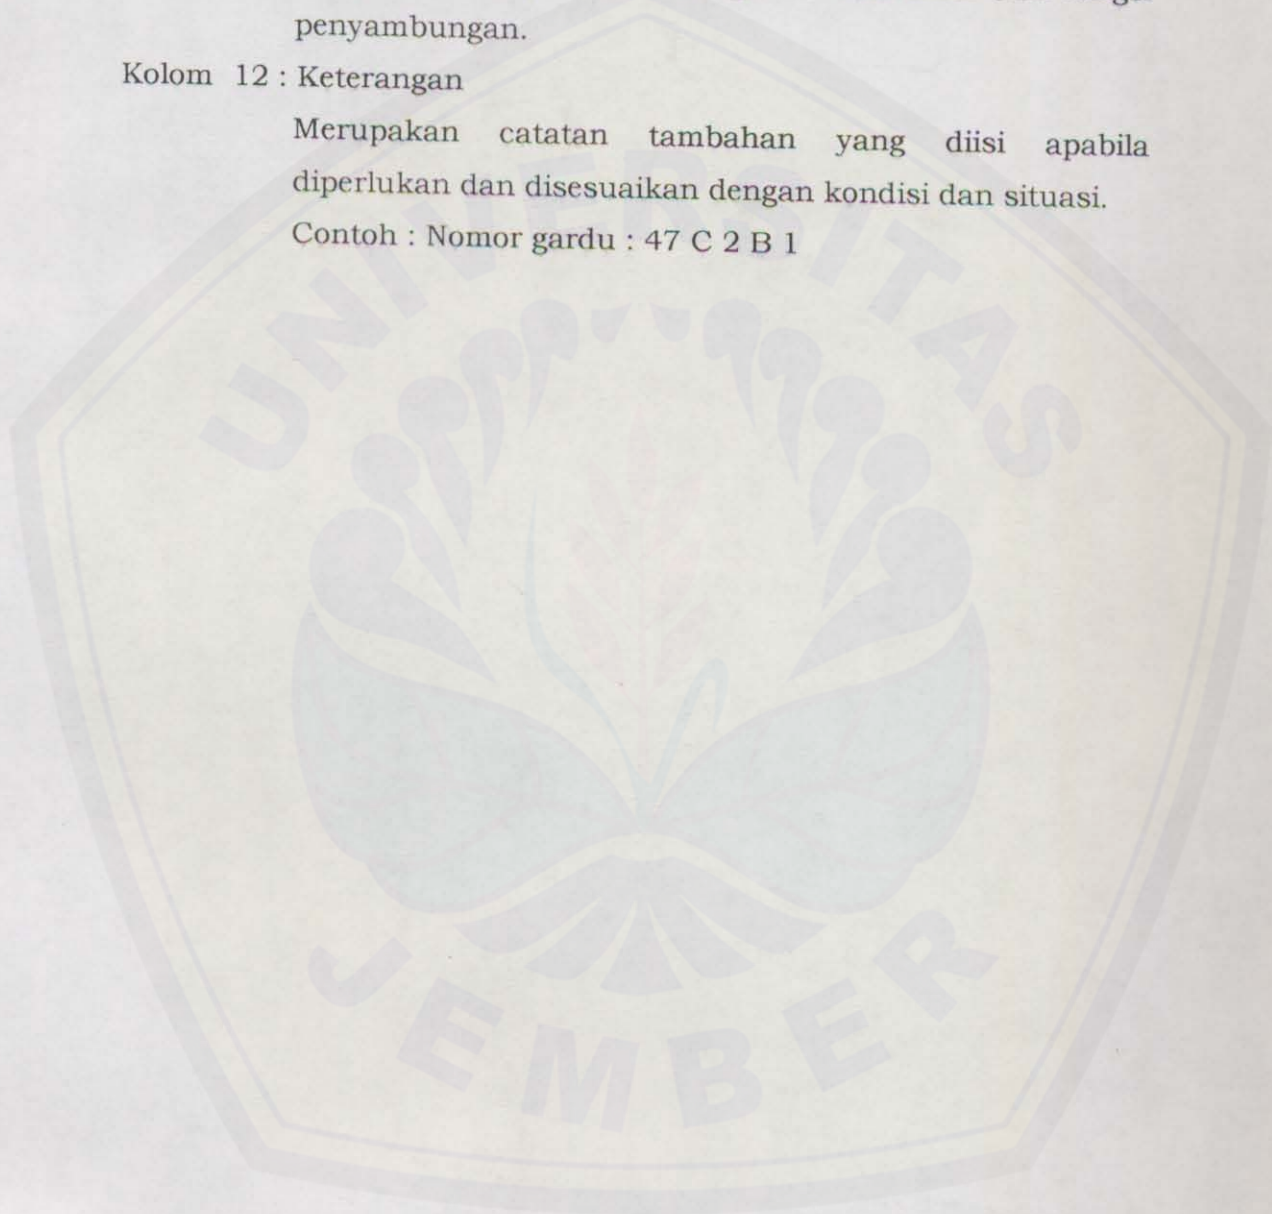 penyambungan.
Kolom 12 : Keterangan
Merupakan catatan tambahan yang diisi apabila
diperlukan dan disesuaikan dengan kondisi dan situasi.
Contoh : Nomor gardu : 47 C 2 B 1
UNIVERSITAS
JEMBER